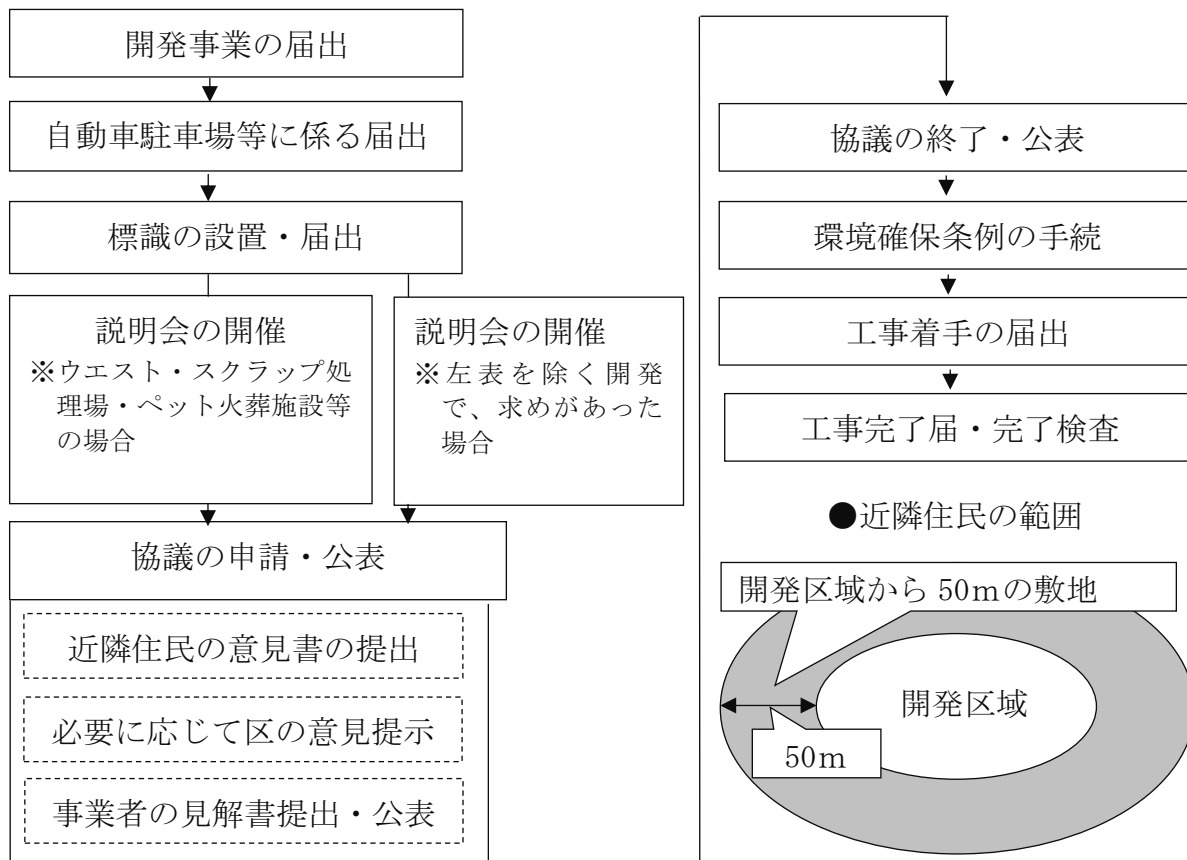 開発事業の届出
自動車駐車場等に係る届出
標識の設置・届出
説明会の開催
※ウエスト・スクラップ処
理場・ペット火葬施設等
の場合
説明会の開催
※左表を除く開発
で、求めがあった
場合
協議の申請・公表
近隣住民の意見書の提出
必要に応じて区の意見提示
事業者の見解書提出・公表
協議の終了・公表
環境確保条例の手続
工事着手の届出
工事完了届・完了検査
●近隣住民の範囲
開発区域から 50mの敷地
開発区域
50m